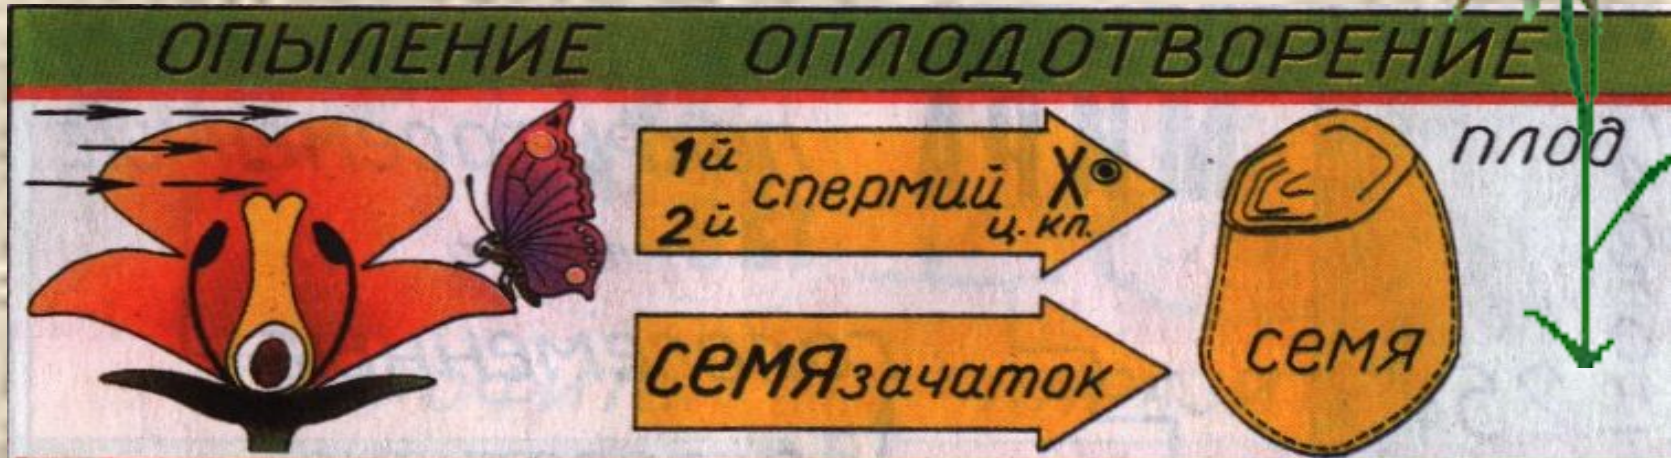 ОПЫЛЕНИЕ ОПЛОДОТВОРЕНИЕ
1й
2й
спермий
X
ц. кл.
плод
СЕМЯзачаток
семя